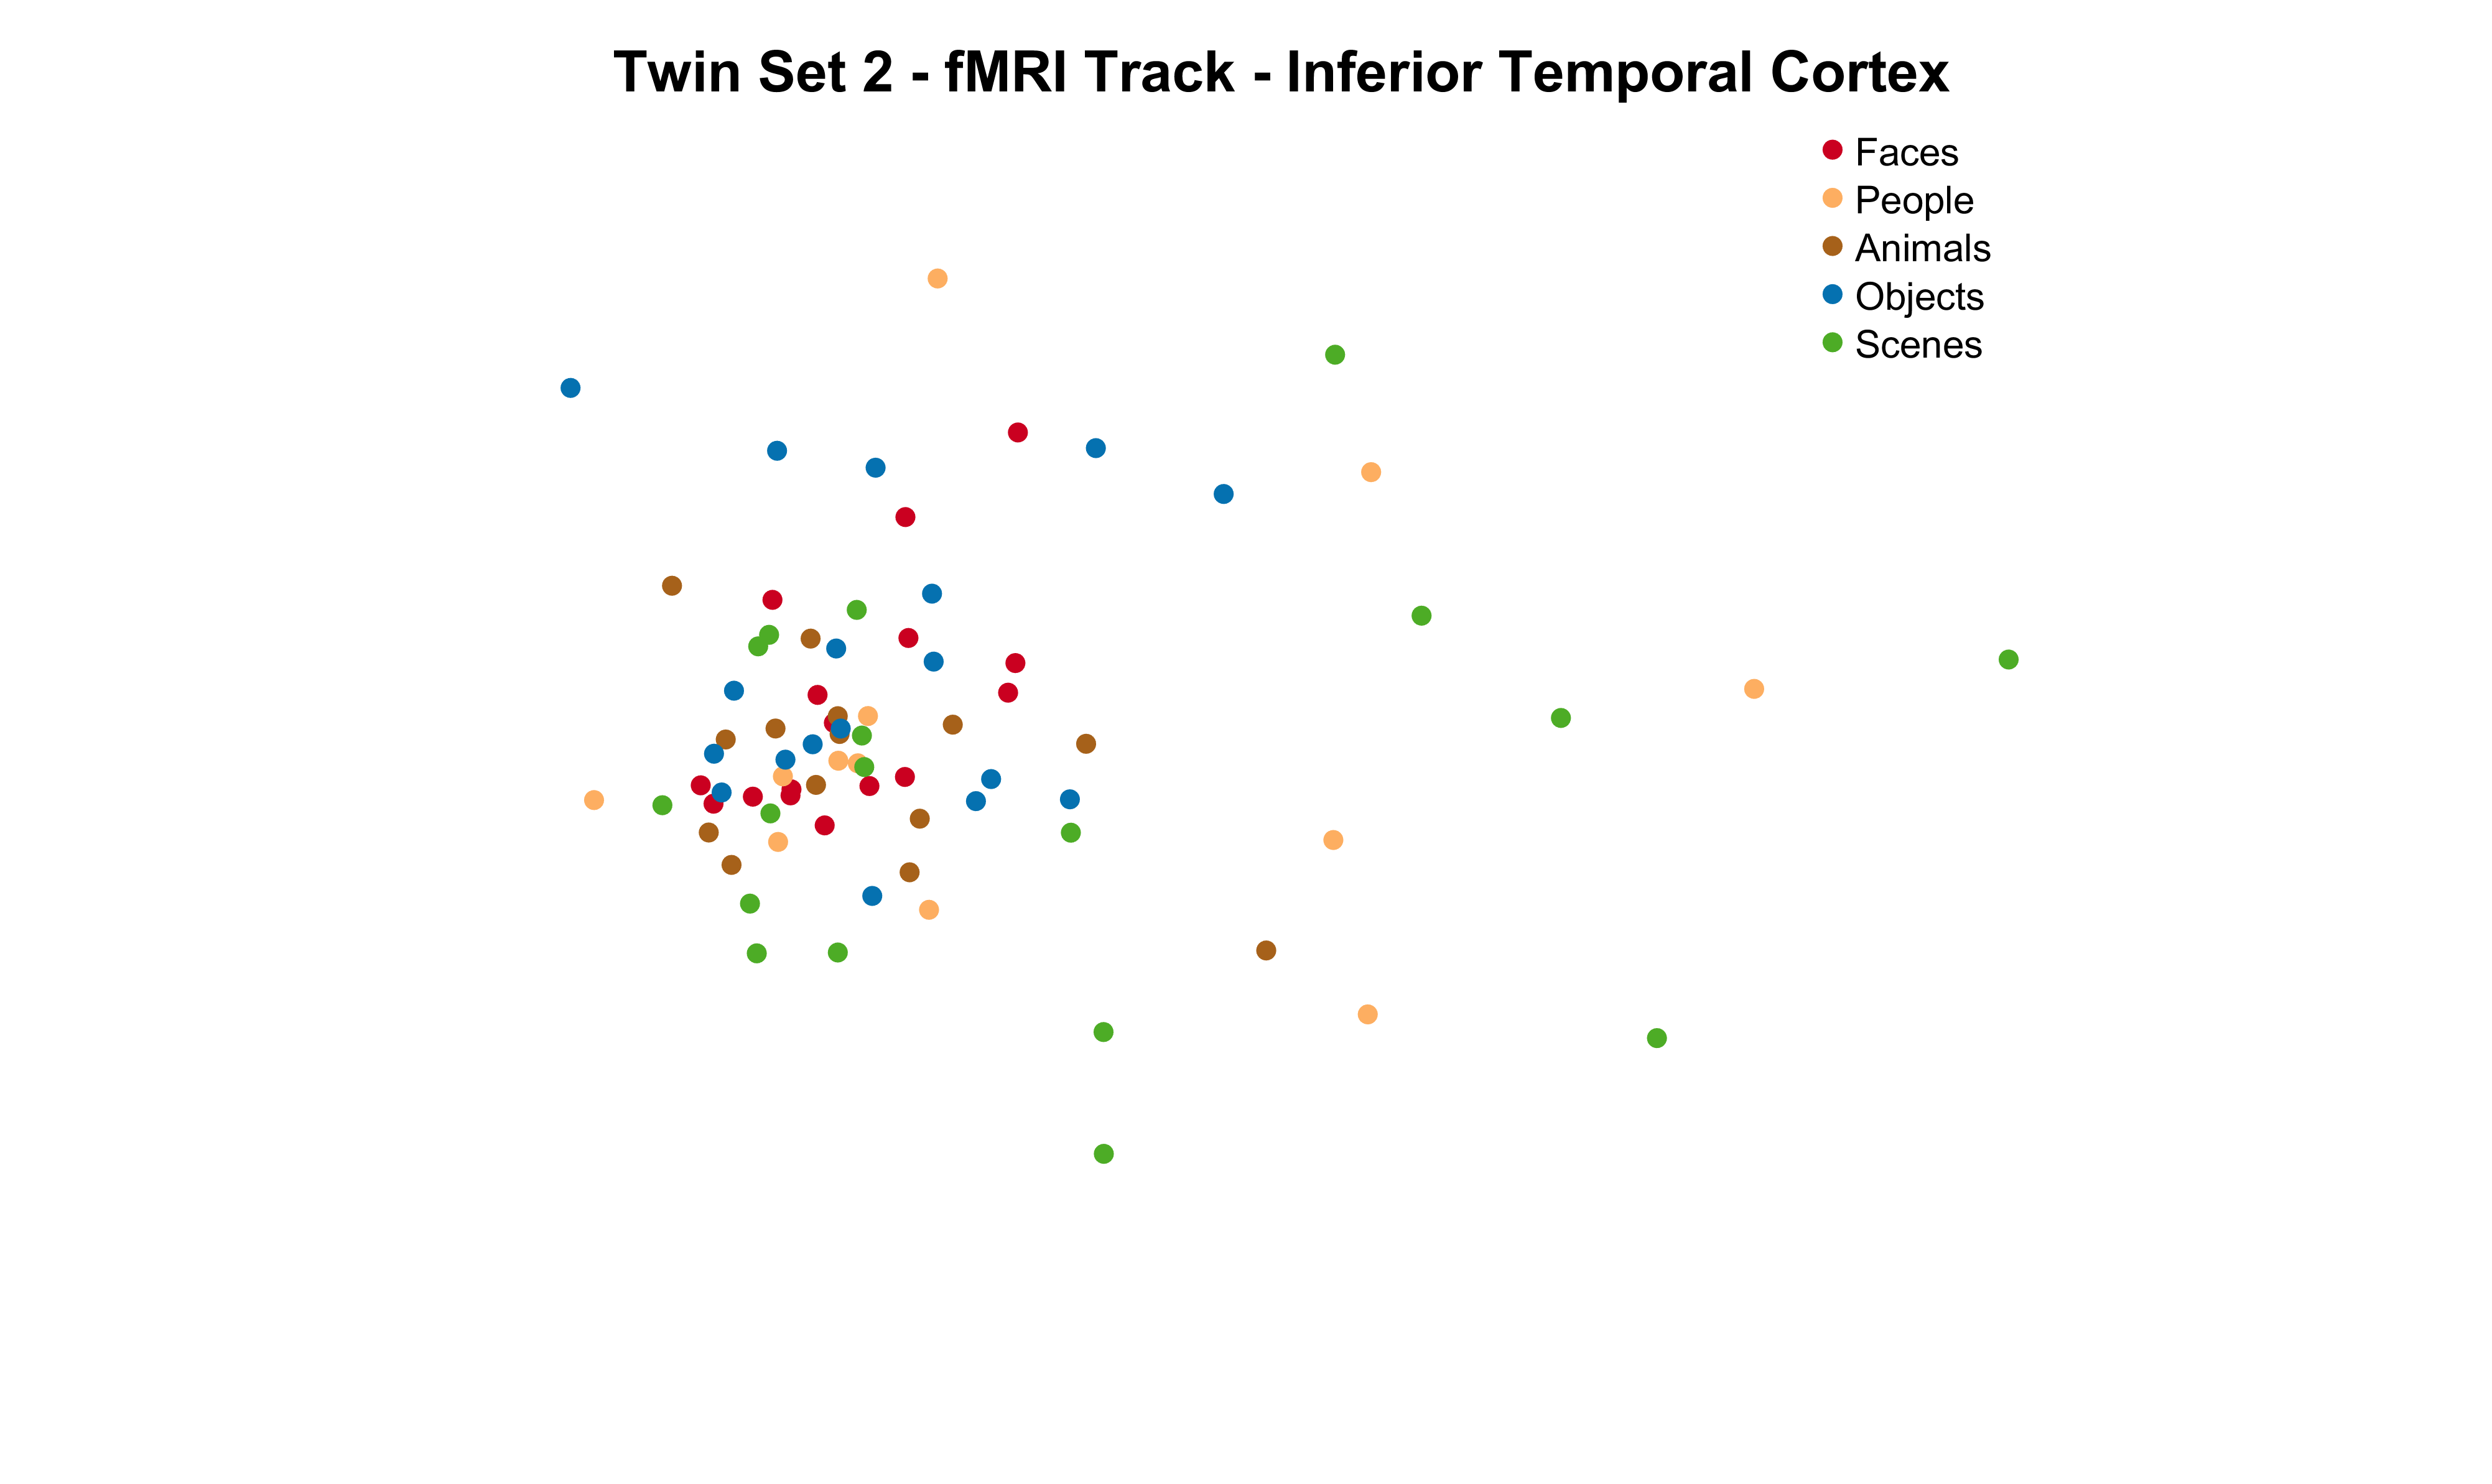 Twin Set 2 - fMRI Track - Inferior Temporal Cortex
Faces
People
Animals
Objects
Scenes